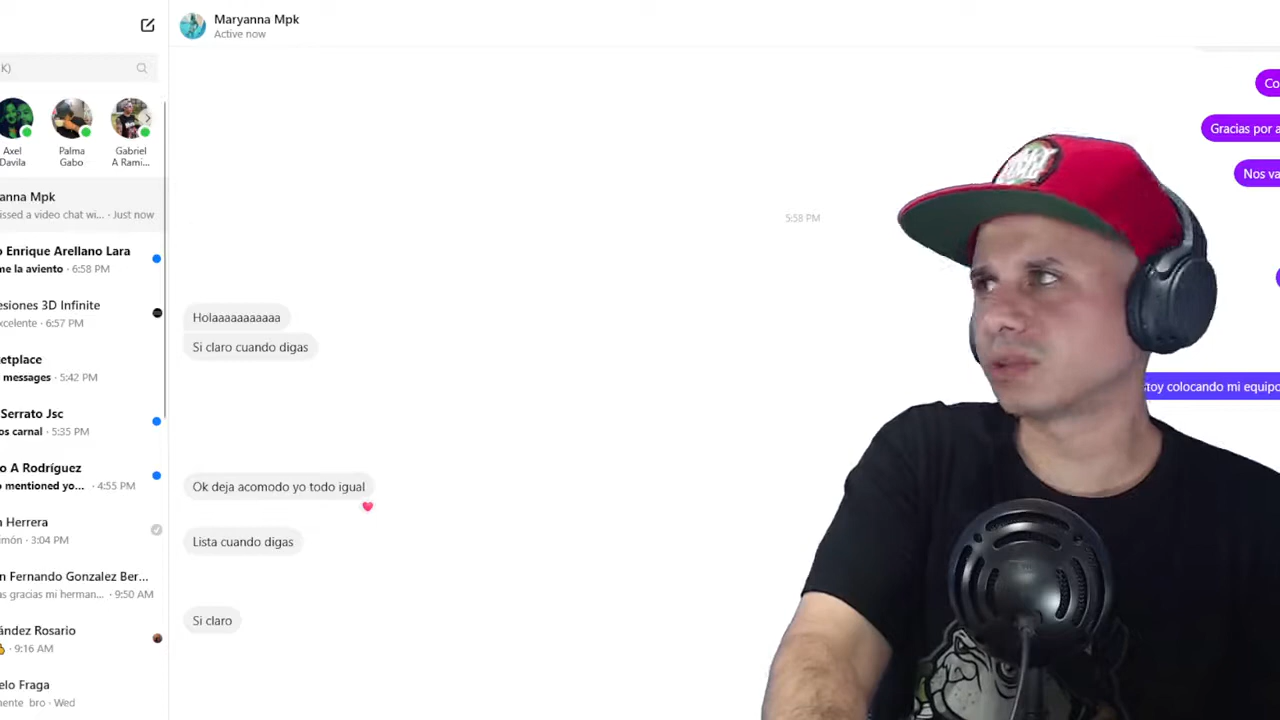 Maryanna Mpk
Active now
K)
Axel
Davila
Palma
Gabo
Gabriel
A Rami...
anna Mpk
issed a video chat wi... · Just now
o Enrique Arellano Lara
me la aviento · 6:58 PM
esiones 3D Infinite
xcelente · 6:57 PM
etplace
messages · 5:42 PM
Serrato Jsc
os carnal · 5:35 PM
o A Rodríguez
o mentioned yo... · 4:55 PM
n Herrera
imón · 3:04 PM
n Fernando Gonzalez Ber...
as gracias mi herman... · 9:50 AM
ández Rosario
· 9:16 AM
elo Fraga
mente bro · Wed
Co
Gracias por a
Nos va
5:58 PM
Holaaaaaaaaaaa
Si claro cuando digas
toy colocando mi equipo
Ok deja acomodo yo todo igual
Lista cuando digas
Si claro